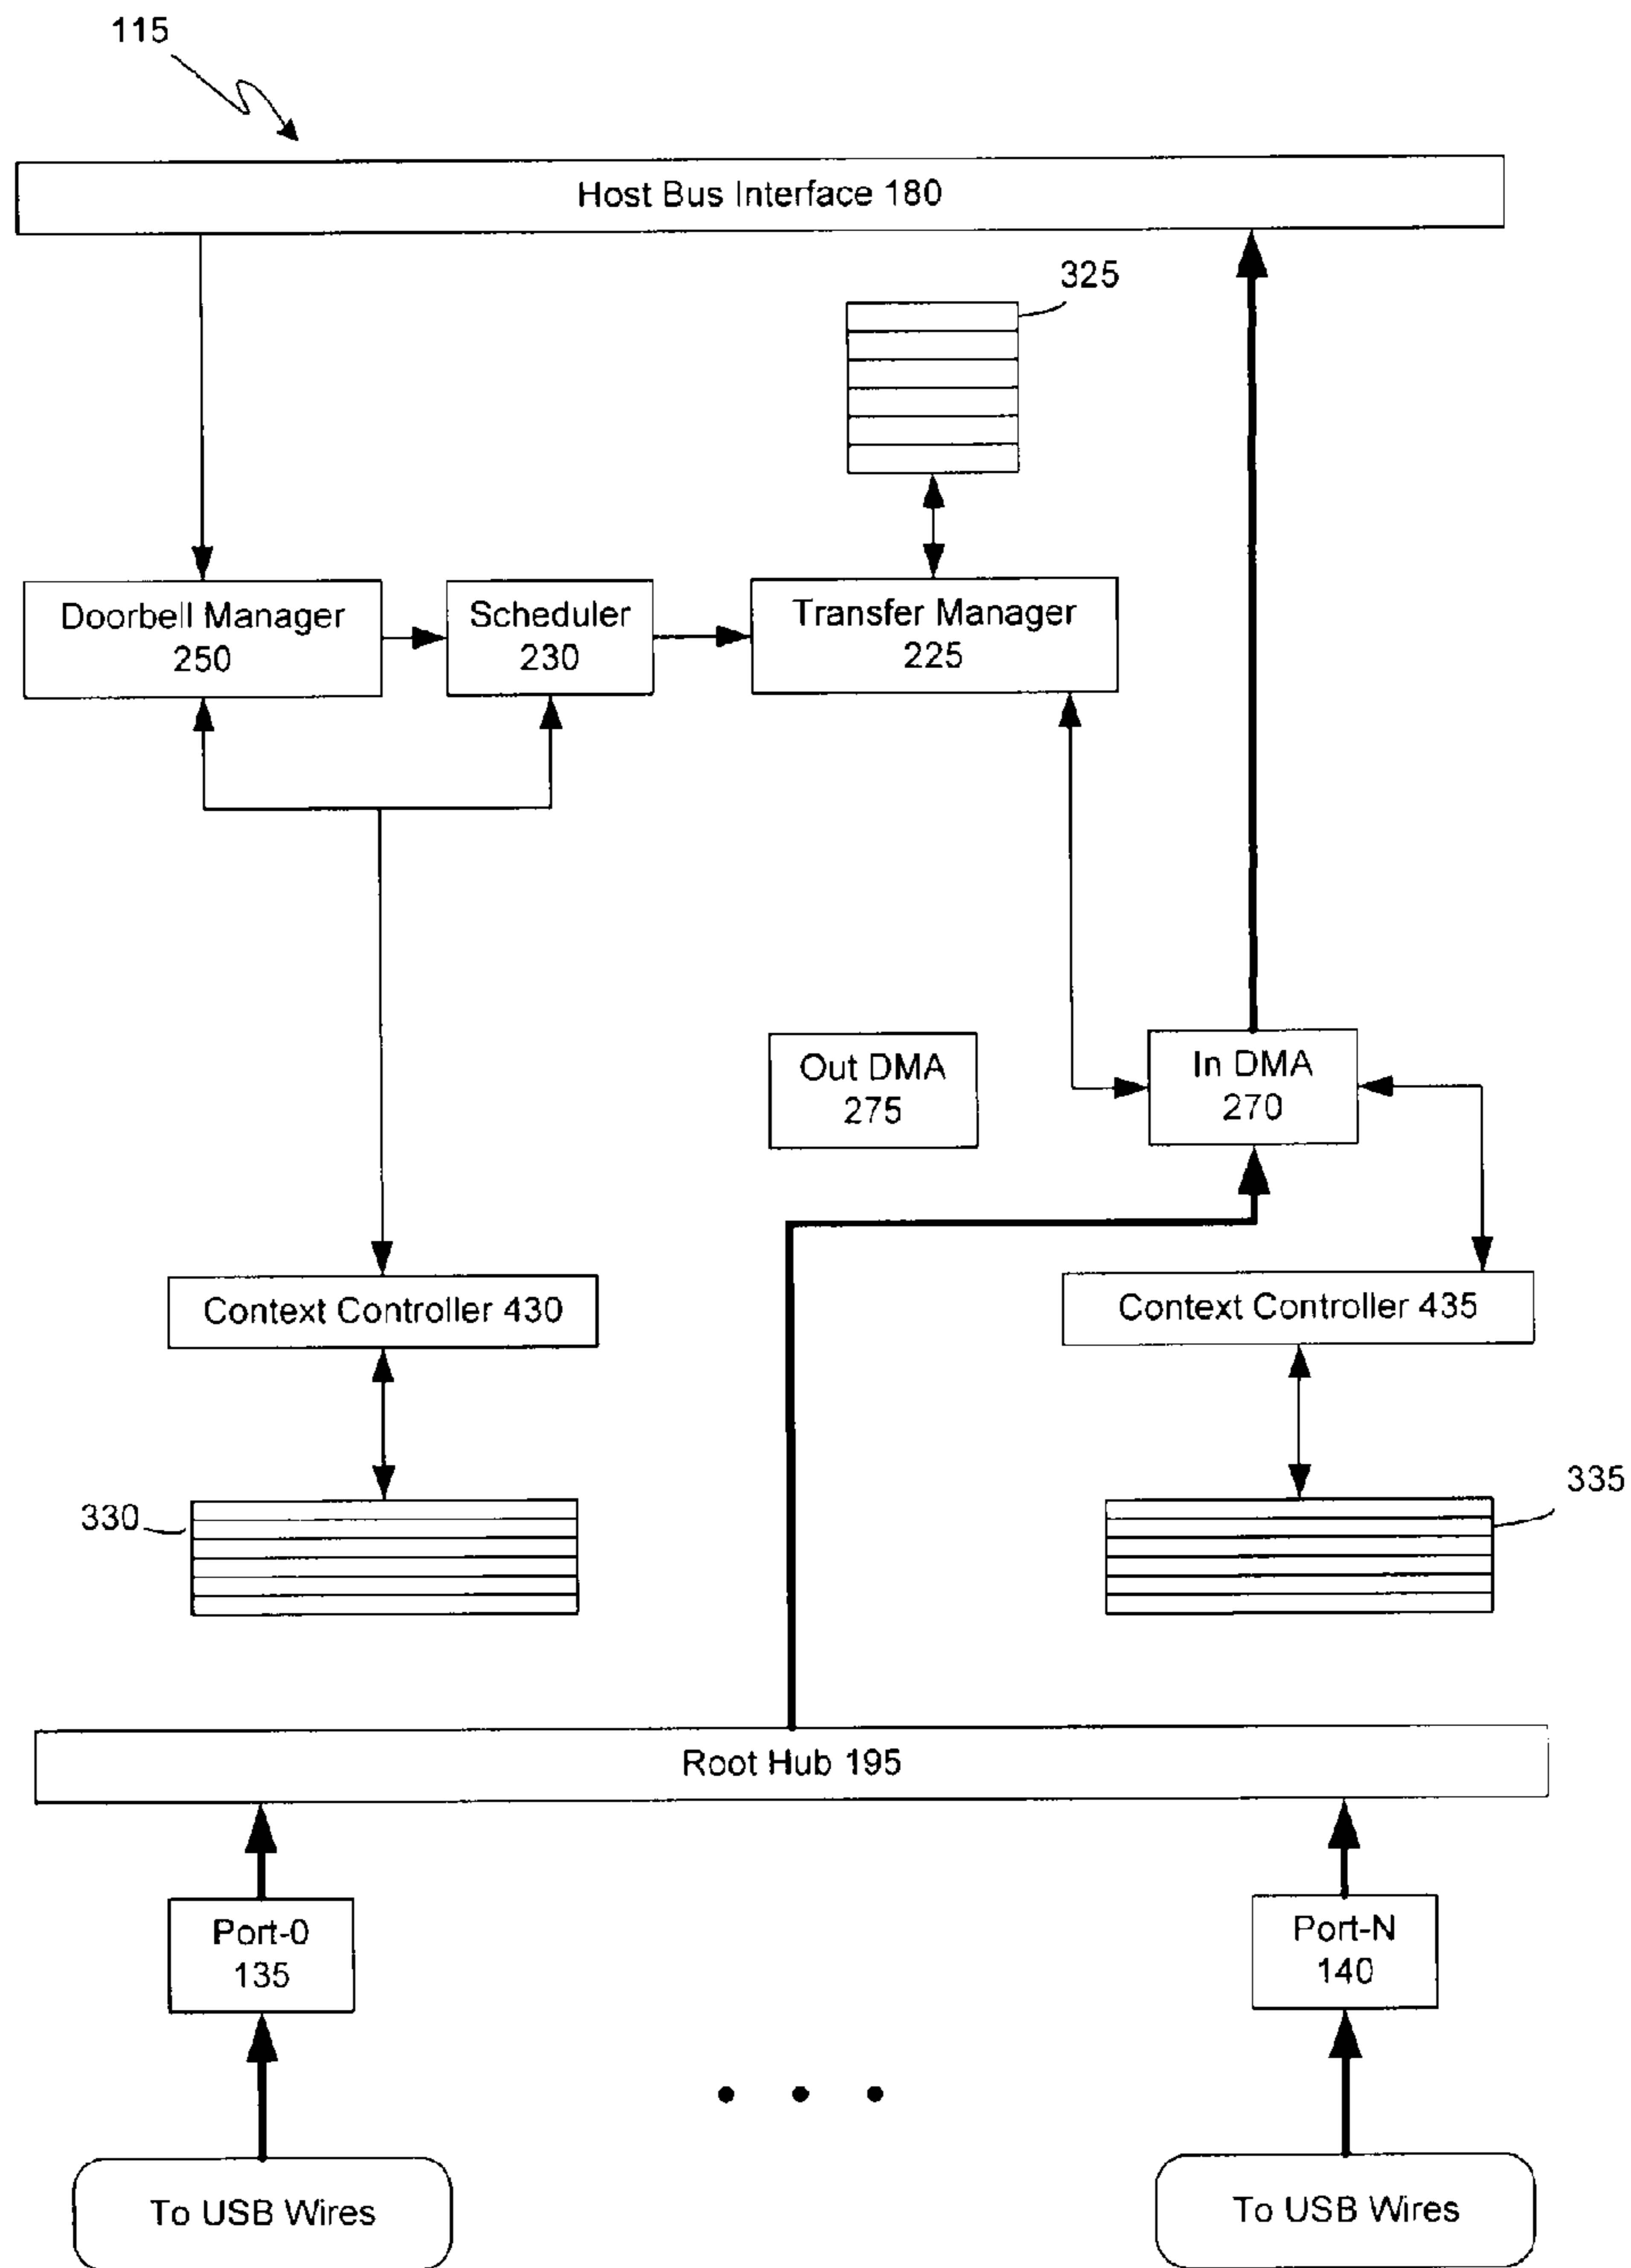 115
Host Bus Interface 180
325
Doorbell Manager
250
Scheduler
230
Transfer Manager
225
Out DMA
275
In DMA
270
Context Controller 430
Context Controller 435
330
335
Root Hub 195
Port-0
135
Port-N
140
To USB Wires
To USB Wires